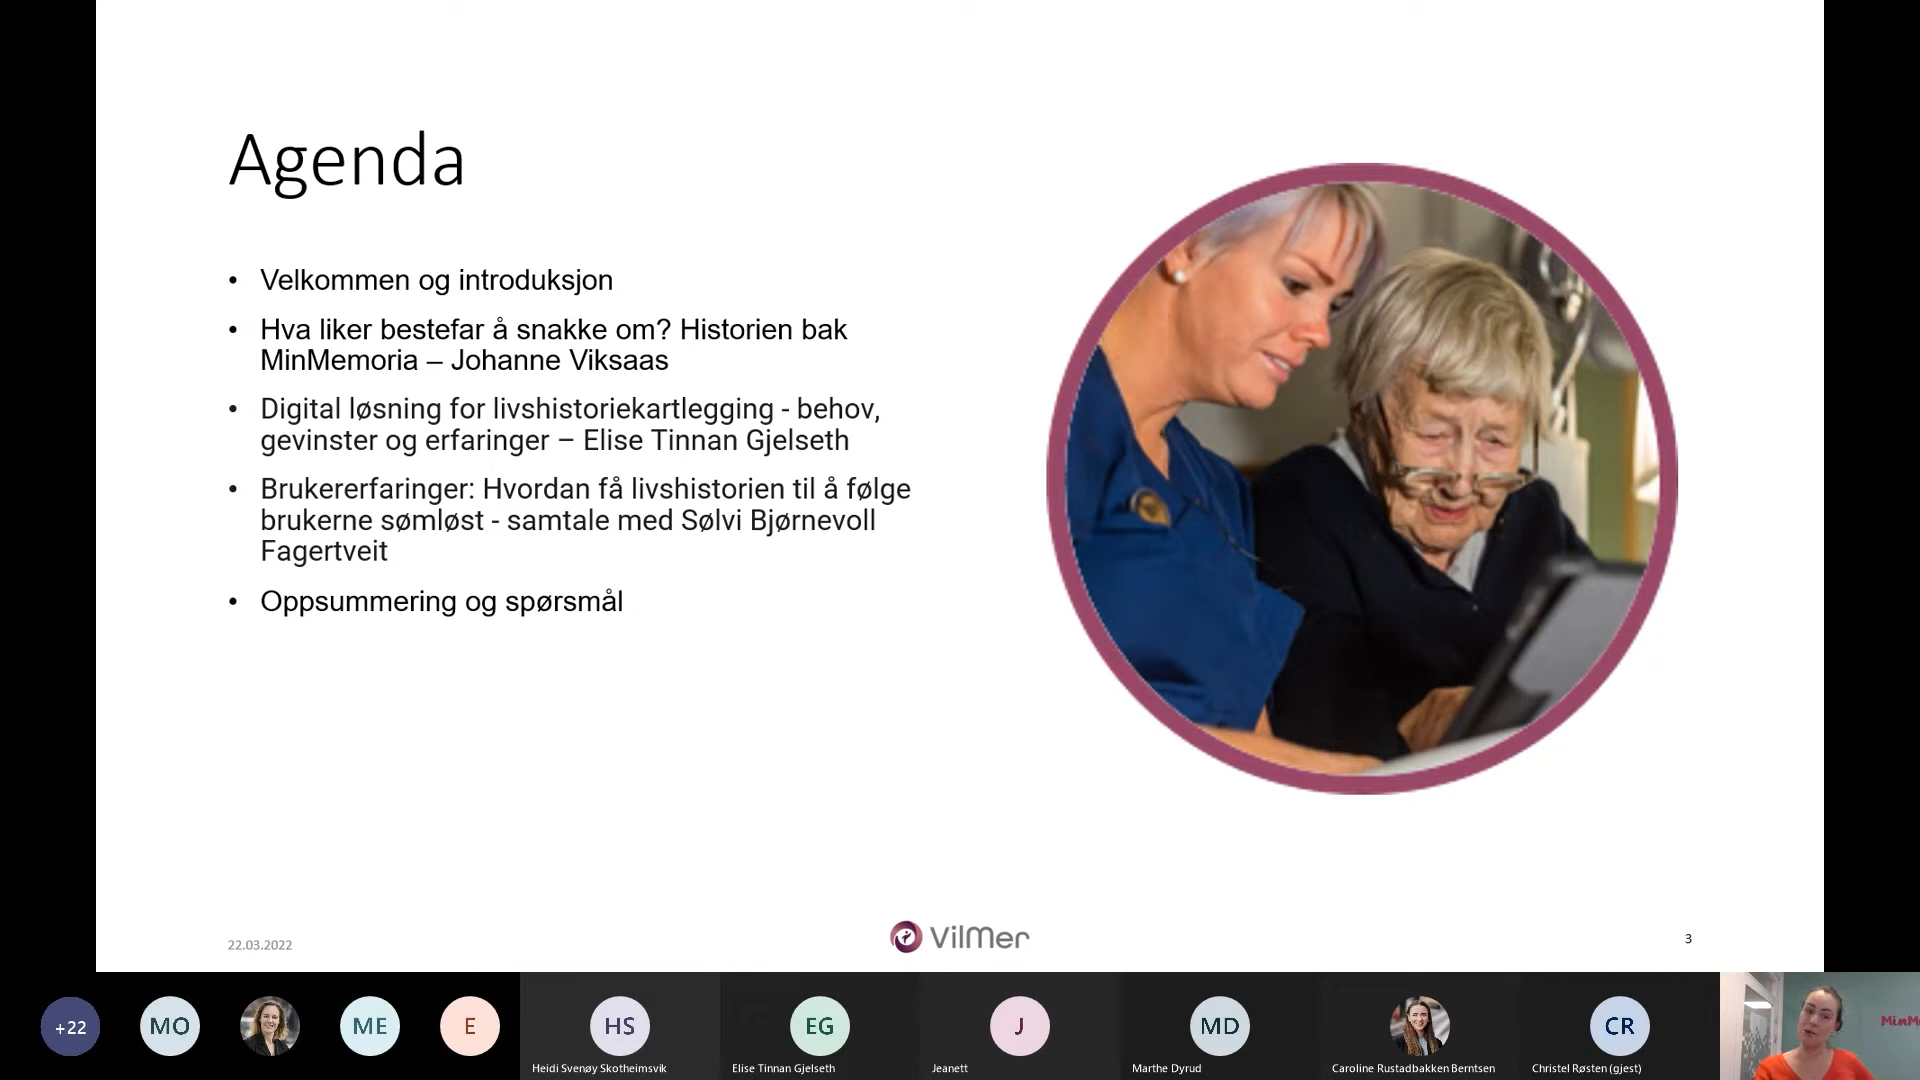 Agenda
• Velkommen og introduksjon
• Hva liker bestefar å snakke om? Historien bak
MinMemoria – Johanne Viksaas
• Digital løsning for livshistoriekartlegging - behov,
gevinster og erfaringer – Elise Tinnan Gjelseth
• Brukererfaringer: Hvordan få livshistorien til å følge
brukerne sømløst - samtale med Sølvi Bjørnevoll
Fagertveit
• Oppsummering og spørsmål
22.03.2022
VilMer
3
+22
MO
ME
E
HS
EG
J
MD
CR
Heidi Svenøy Skotheimsvik
Elise Tinnan Gjelseth
Jeanett
Marthe Dyrud
Caroline Rustadbakken Berntsen
Christel Røsten (gjest)